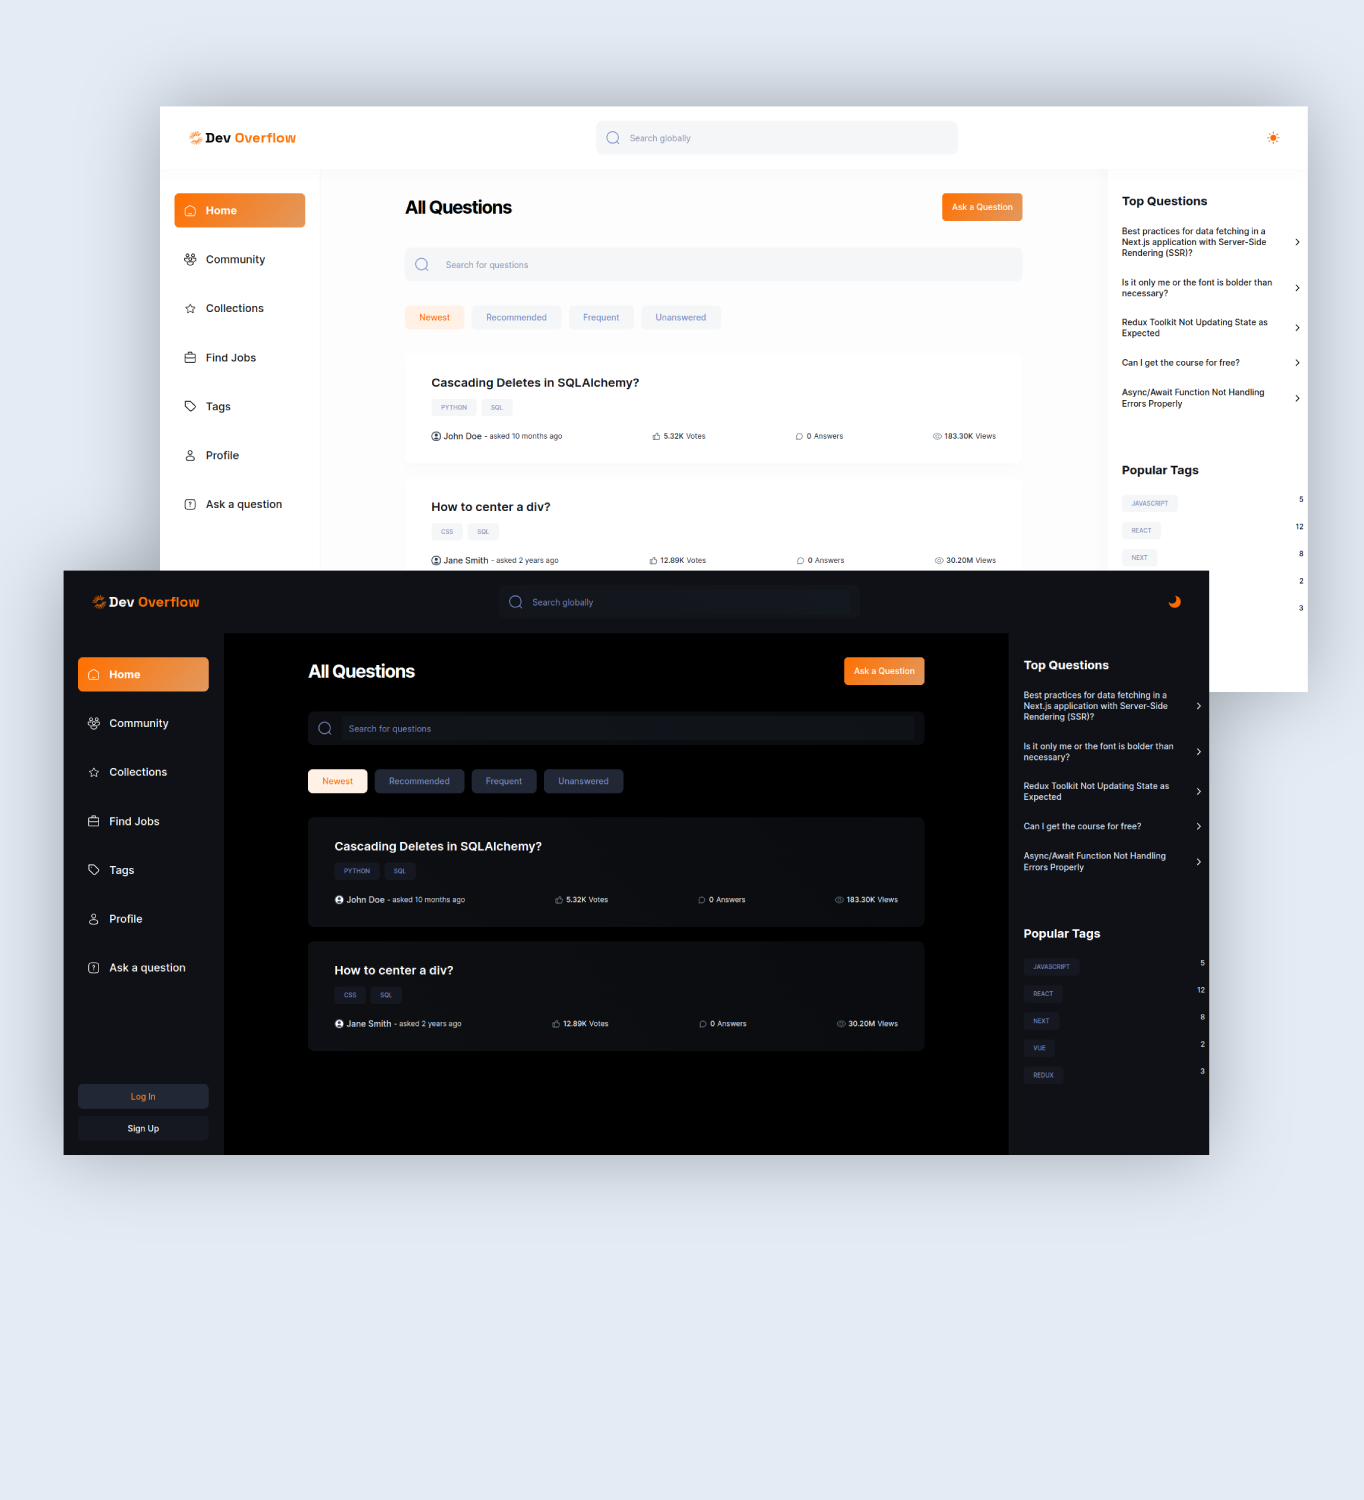 Dev Overflow
Search globally
Home
Community
Collections
Find Jobs
Tags
Profile
Ask a question
All Questions
Ask a Question
Search for questions
Newest
Recommended
Frequent
Unanswered
Cascading Deletes in SQLAlchemy?
PYTHON
SQL
John Doe - asked 10 months ago
5.32K Votes
0 Answers
183.30K Views
How to center a div?
CSS
SQL
Jane Smith - asked 2 years ago
12.89K Votes
0 Answers
30.20M Views
Top Questions
Best practices for data fetching in a
Next.js application with Server-Side
Rendering (SSR)?
Is it only me or the font is bolder than
necessary?
Redux Toolkit Not Updating State as
Expected
Can I get the course for free?
Async/Await Function Not Handling
Errors Properly
Popular Tags
JAVASCRIPT
5
REACT
12
NEXT
8
2
3
Dev Overflow
Search globally
Home
Community
Collections
Find Jobs
Tags
Profile
Ask a question
Log In
Sign Up
All Questions
Ask a Question
Search for questions
Newest
Recommended
Frequent
Unanswered
Cascading Deletes in SQLAlchemy?
PYTHON
SQL
John Doe - asked 10 months ago
5.32K Votes
0 Answers
183.30K Views
How to center a div?
CSS
SQL
Jane Smith - asked 2 years ago
12.89K Votes
0 Answers
30.20M Views
Top Questions
Best practices for data fetching in a
Next.js application with Server-Side
Rendering (SSR)?
Is it only me or the font is bolder than
necessary?
Redux Toolkit Not Updating State as
Expected
Can I get the course for free?
Async/Await Function Not Handling
Errors Properly
Popular Tags
JAVASCRIPT
5
REACT
12
NEXT
8
VUE
2
REDUX
3